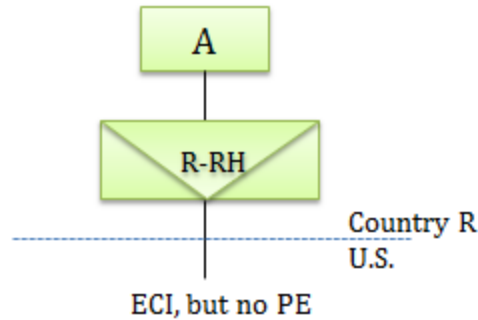 A
R-RH
Country R
U.S.
ECI, but no PE